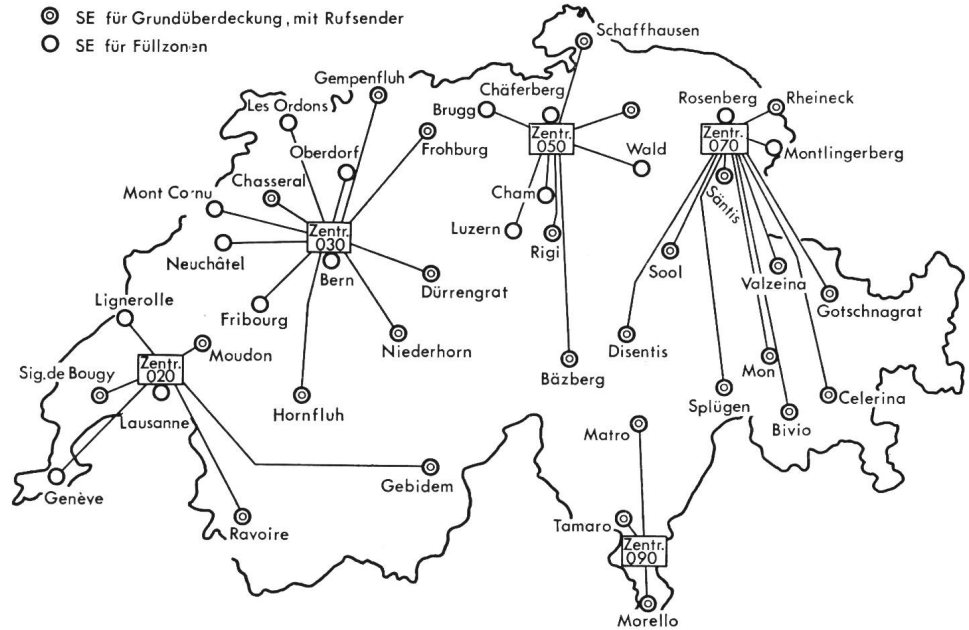 SE für Grundüberdeckung, mit Rufsender
SE für Füllzonen
Schaffhausen
Gempenfluh
Les Ordons
Chäferberg
Brugg
Rosenberg
Rheineck
Zentr.
050
Zentr.
070
Frohburg
Oberdorf
Wald
Montlingerberg
Chasseral
Mont Cornu
Cham
Säntis
Zentr.
030
Luzern
Rigi
Neuchâtel
Bern
Sool
Valzeina
Dürrengrat
Lignerolle
Fribourg
Gotschnagrat
Niederhorn
Disentis
Moudon
Zentr.
020
Mon
Bäzberg
Sig. de Bougy
Hornfluh
Splügen
Celerina
Lausanne
Bivio
Matro
Gebidem
Genève
Ravoire
Tamaro
Zentr.
090
Morello